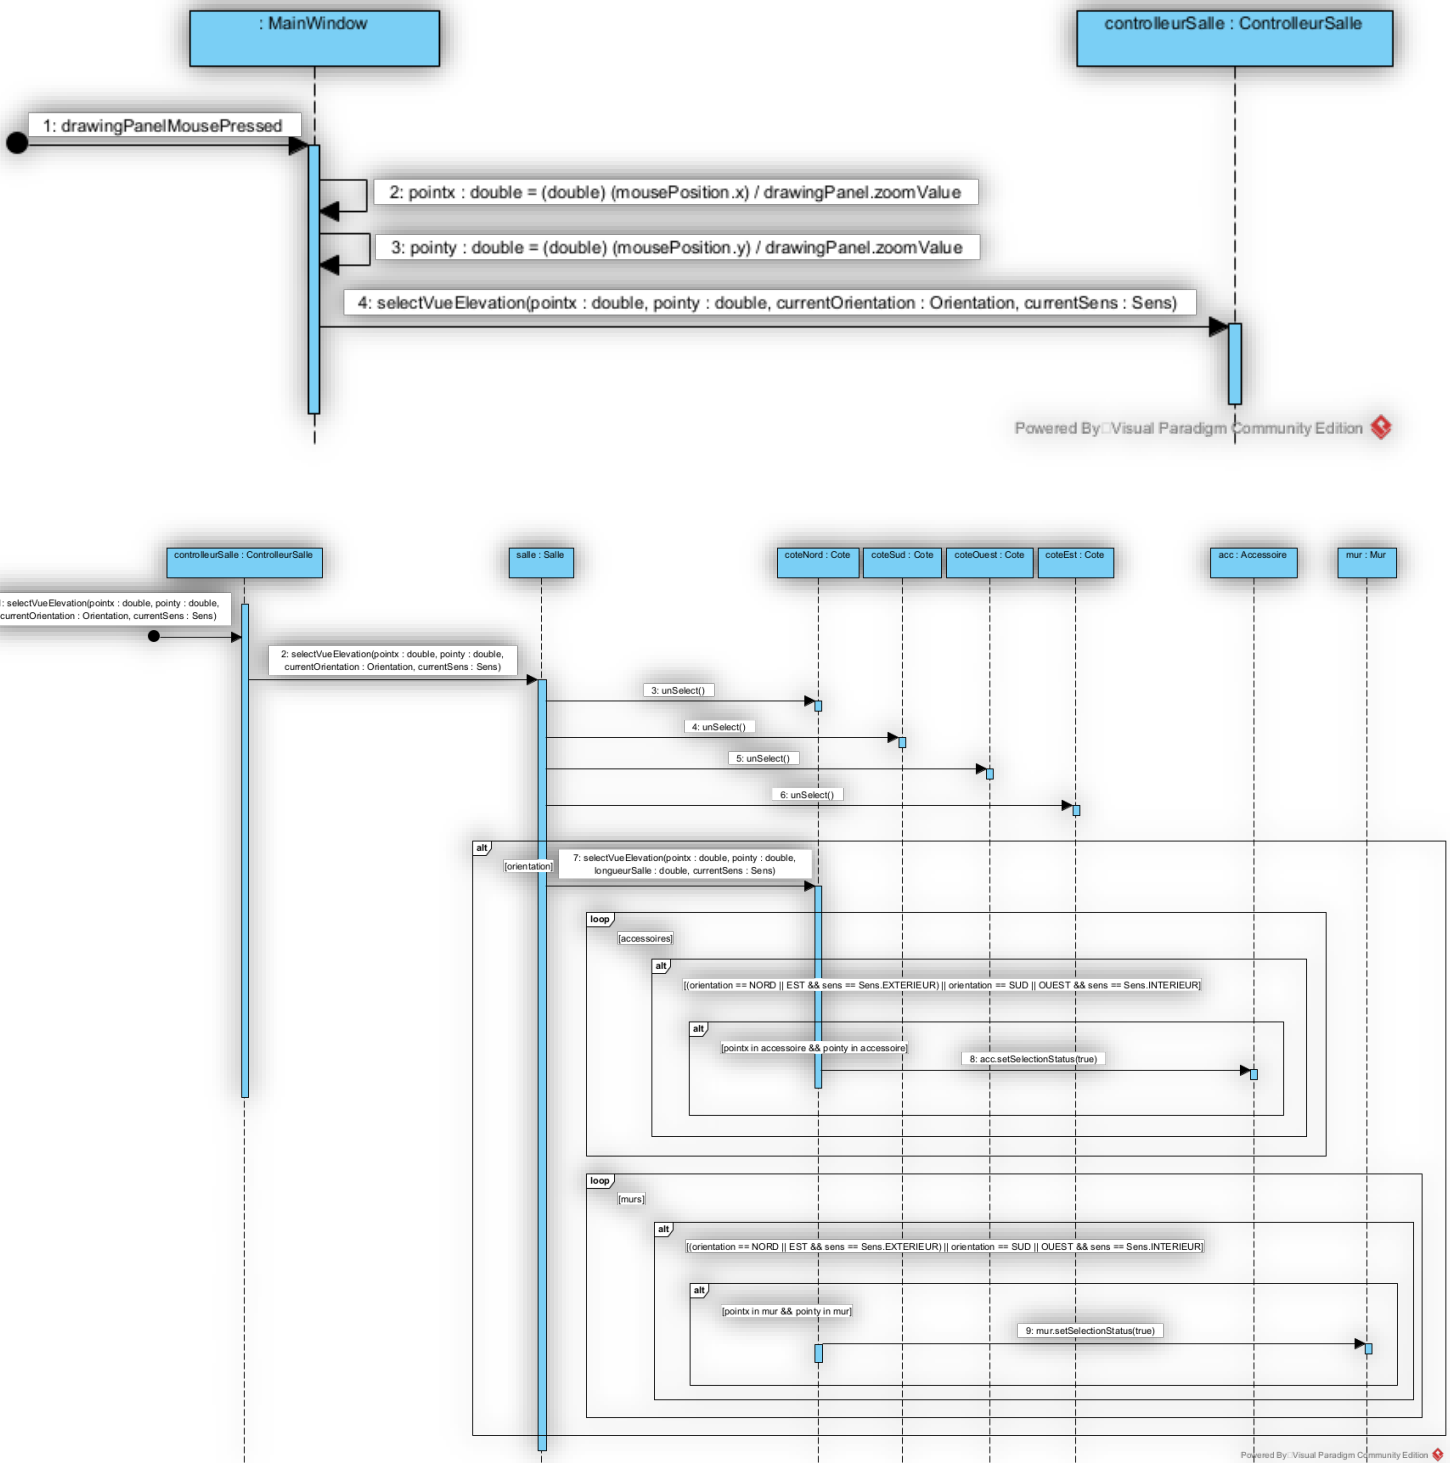 : MainWindow
controlleurSalle : ControlleurSalle
1: drawingPanelMousePressed
2: pointx : double = (double) (mousePosition.x) / drawingPanel.zoomValue
3: pointy : double = (double) (mousePosition.y) / drawingPanel.zoomValue
4: selectVueElevation(pointx : double, pointy : double, currentOrientation : Orientation, currentSens : Sens)
Powered By Visual Paradigm Community Edition
controlleurSalle : ControlleurSalle
salle : Salle
coteNord : Cote
coteSud : Cote
coteOuest : Cote
coteEst : Cote
acc : Accessoire
mur : Mur
: selectVueElevation(pointx : double, pointy : double,
currentOrientation : Orientation, currentSens : Sens)
2: selectVueElevation(pointx : double, pointy : double,
currentOrientation : Orientation, currentSens : Sens)
3: unSelect()
4: unSelect()
5: unSelect()
6: unSelect()
alt
[orientation]
7: selectVueElevation(pointx : double, pointy : double,
longueurSalle : double, currentSens : Sens)
loop
[accessoires]
alt
[(orientation == NORD || EST && sens == Sens.EXTERIEUR) || orientation == SUD || OUEST && sens == Sens.INTERIEUR]
alt
[pointx in accessoire && pointy in accessoire]
8: acc.setSelectionStatus(true)
loop
[murs]
alt
[(orientation == NORD || EST && sens == Sens.EXTERIEUR) || orientation == SUD || OUEST && sens == Sens.INTERIEUR]
alt
[pointx in mur && pointy in mur]
9: mur.setSelectionStatus(true)
Powered By Visual Paradigm Community Edition